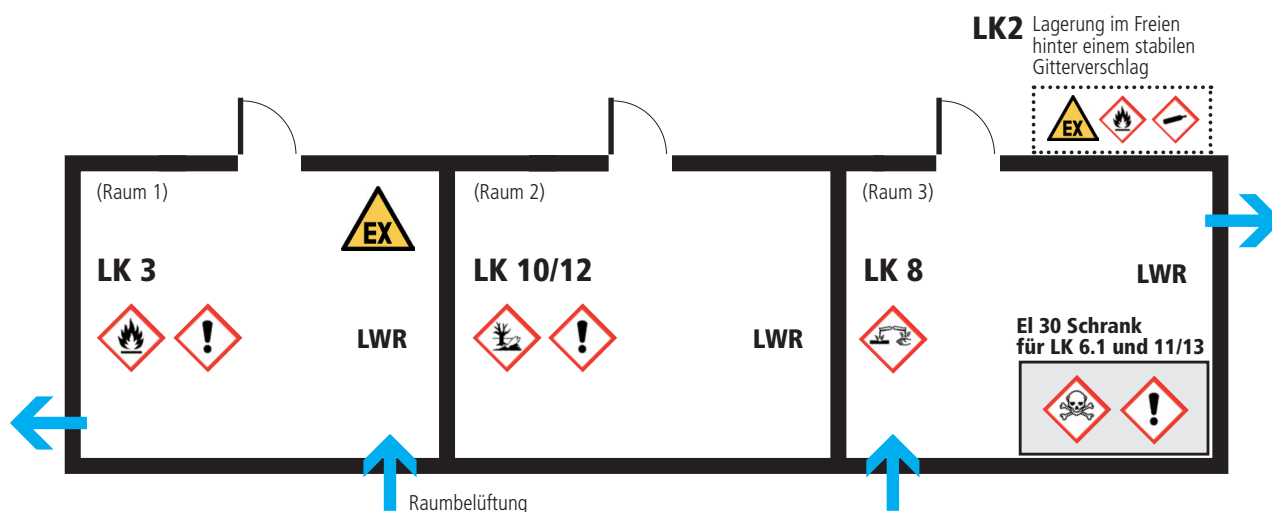 LK2 Lagerung im Freien
hinter einem stabilen
Gitterverschlag
EX
(Raum 1)
EX
LK 3
LWR
(Raum 2)
LK 10/12
LWR
(Raum 3)
LK 8
LWR
EI 30 Schrank
für LK 6.1 und 11/13
Raumbelüftung